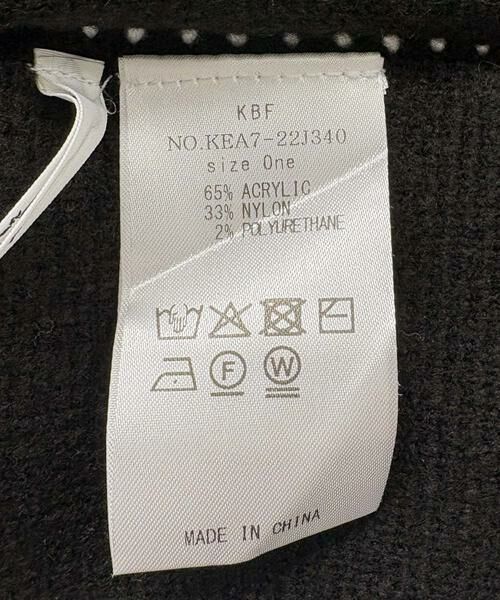 KBF
NO.KEA7-22J340
size One
65% ACRYLIC
33% NYLON
2% POLYURETHANE
F
W
MADE IN CHINA